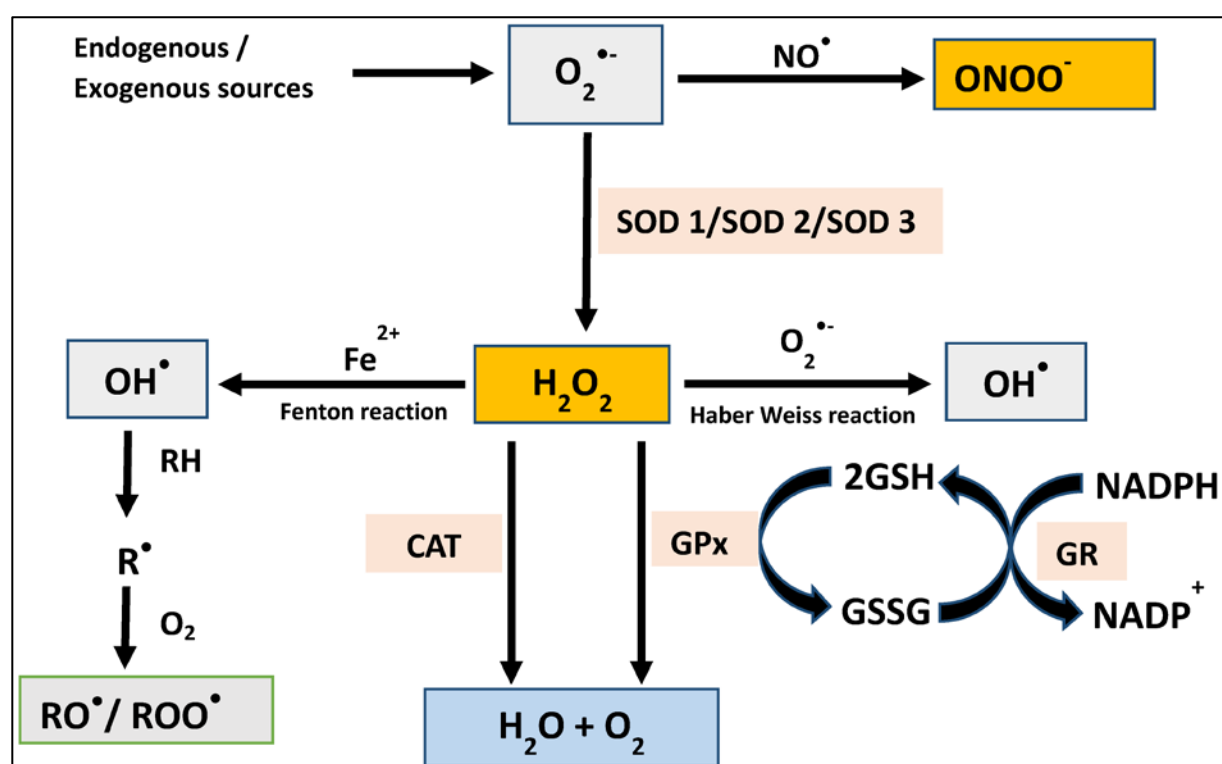 Endogenous /
Exogenous sources
O₂•⁻
NO•
ONOO⁻
SOD 1/SOD 2/SOD 3
OH•
Fe²⁺
Fenton reaction
H₂O₂
O₂•⁻
Haber Weiss reaction
OH•
RH
R•
O₂
RO•/ ROO•
CAT
GPx
2GSH
GSSG
NADPH
GR
NADP⁺
H₂O + O₂